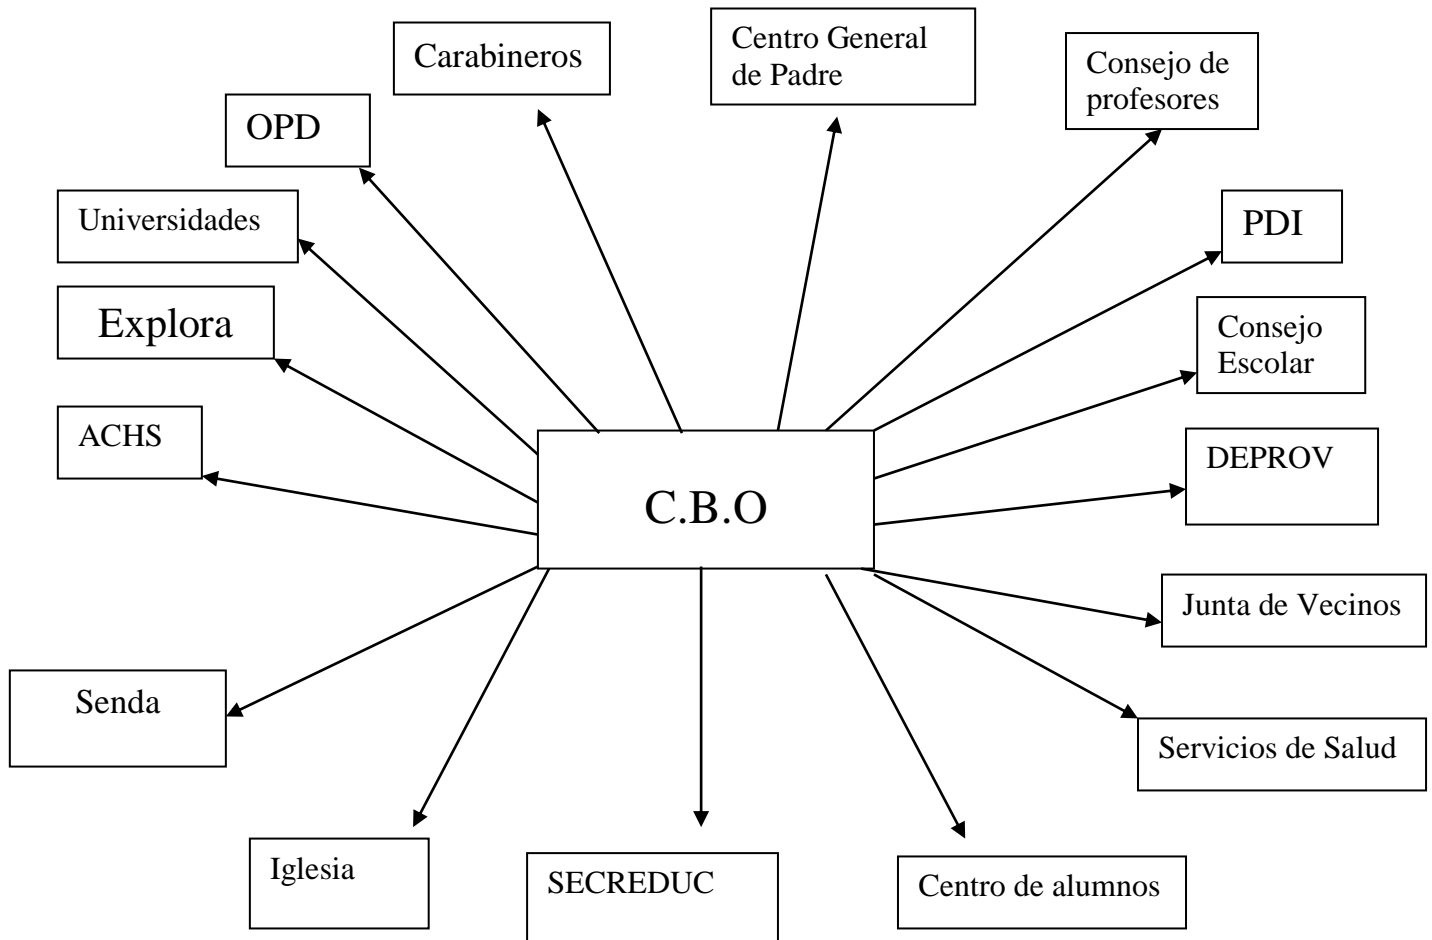 Carabineros
Centro General
de Padre
Consejo de
profesores
OPD
Universidades
PDI
Explora
Consejo
Escolar
ACHS
DEPROV
C.B.O
Junta de Vecinos
Senda
Servicios de Salud
Iglesia
SECREDUC
Centro de alumnos